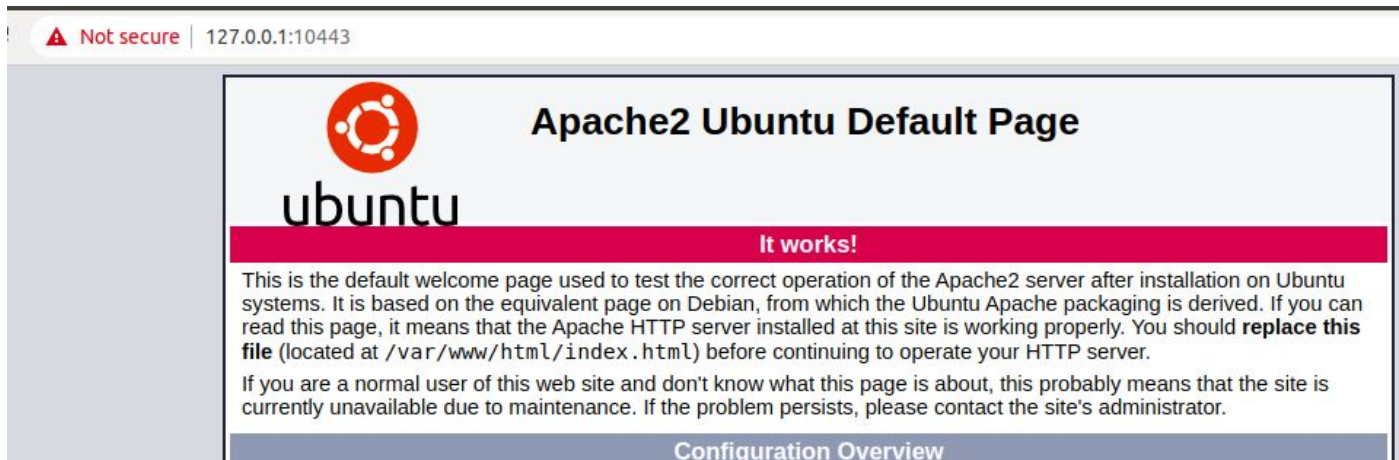 Not secure | 127.0.0.1:10443
Apache2 Ubuntu Default Page
ubuntu
It works!
This is the default welcome page used to test the correct operation of the Apache2 server after installation on Ubuntu
systems. It is based on the equivalent page on Debian, from which the Ubuntu Apache packaging is derived. If you can
read this page, it means that the Apache HTTP server installed at this site is working properly. You should replace this
file (located at /var/www/html/index.html) before continuing to operate your HTTP server.
If you are a normal user of this web site and don't know what this page is about, this probably means that the site is
currently unavailable due to maintenance. If the problem persists, please contact the site's administrator.
Configuration Overview